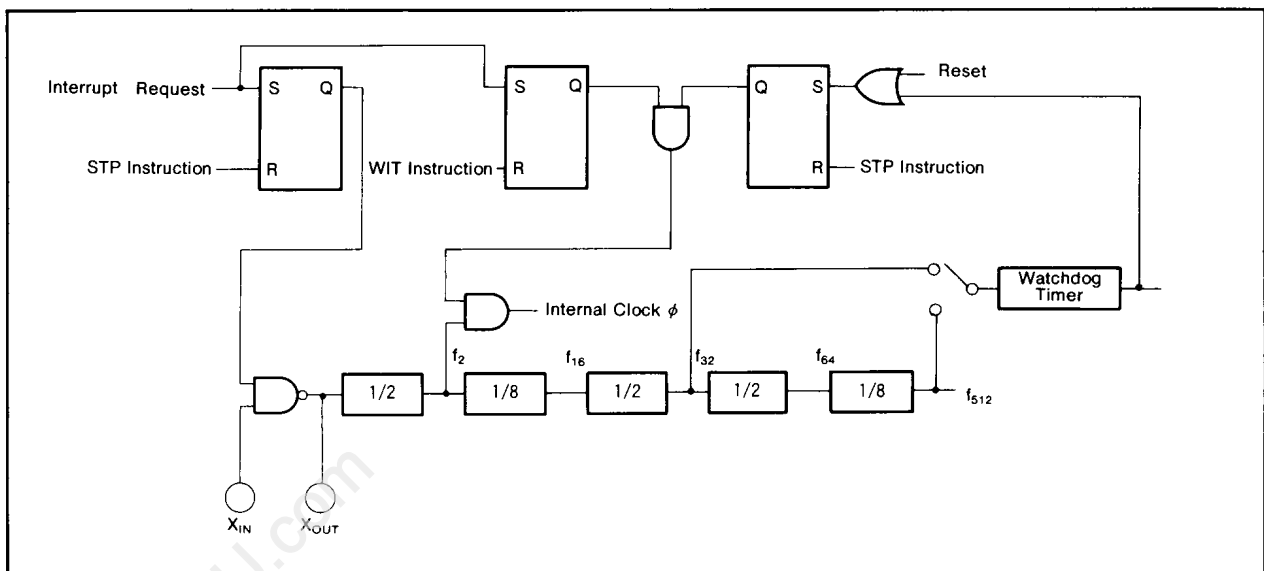 Interrupt Request
S Q
S Q
Q S
Reset
STP Instruction
R
WIT Instruction
R
R
STP Instruction
Watchdog
Timer
Internal Clock ϕ
f2
f16
f32
f64
1/2
1/8
1/2
1/2
1/8
f512
XIN
XOUT